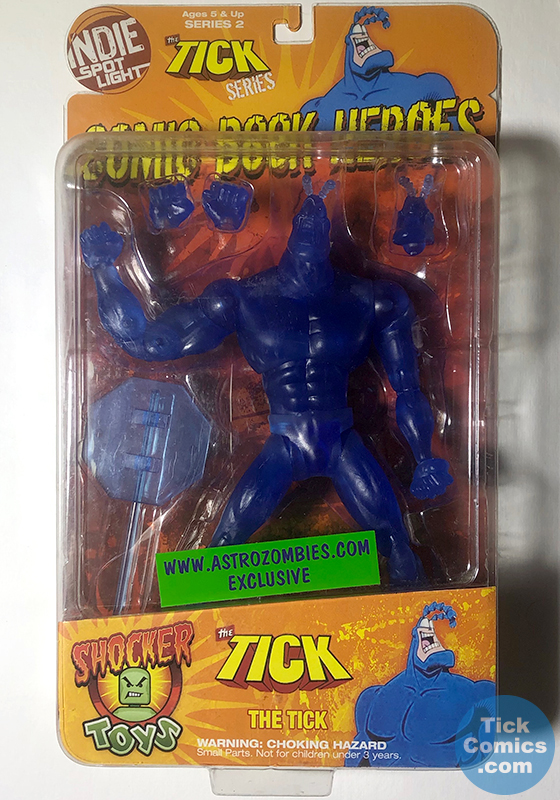 INDIE
SPOT
LIGHT
Ages 5 & Up
SERIES 2
the
TICK
SERIES
COMIC BOOK HEROES
WWW.ASTROZOMBIES.COM
EXCLUSIVE
SHOCKER
TOYS
the
TICK
THE TICK
WARNING: CHOKING HAZARD
Small Parts. Not for children under 3 years.
Tick
Comics
.com